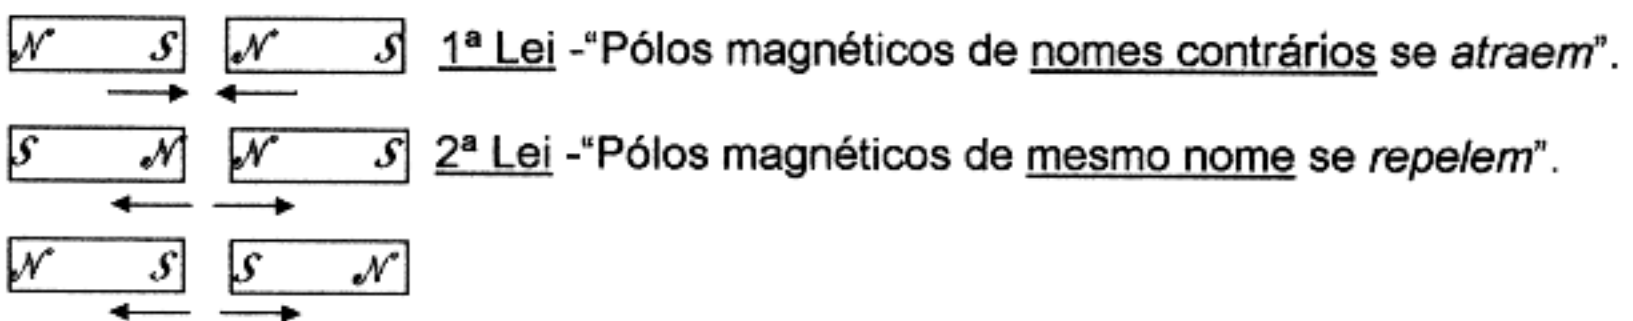 N S N S 1ª Lei -“Pólos magnéticos de nomes contrários se atraem”.
S N N S 2ª Lei -“Pólos magnéticos de mesmo nome se repelem”.
N S S N